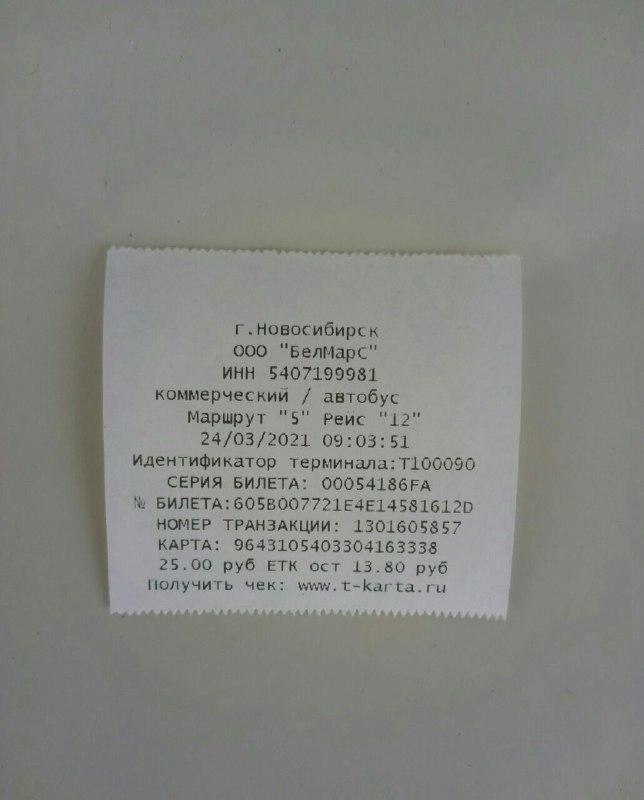 г.Новосибирск
ООО "БелМарС"
ИНН 5407199981
коммерческий / автобус
Маршрут "5" Рейс "12"
24/03/2021 09:03:51
Идентификатор терминала:Т100090
СЕРИЯ БИЛЕТА: 00054186FA
№ БИЛЕТА:605B007721E4E14581612D
НОМЕР ТРАНЗАКЦИИ: 1301605857
КАРТА: 9643105403304163338
25.00 руб ЕТК ост 13.80 руб
Получить чек: www.t-karta.ru